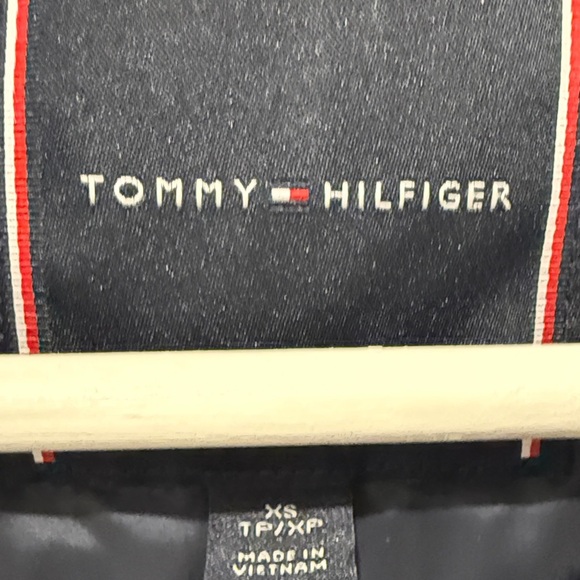 TOMMY HILFIGER
XS
TP/XP
MADE IN
VIETNAM